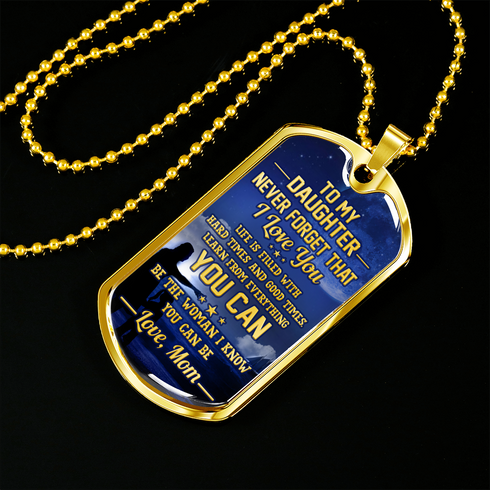 TO MY
DAUGHTER
NEVER FORGET THAT
I love You
LIFE IS FILLED WITH
HARD TIMES AND GOOD TIMES.
LEARN FROM EVERYTHING
YOU CAN
BE THE WOMAN I KNOW
YOU CAN BE
Love, Mom